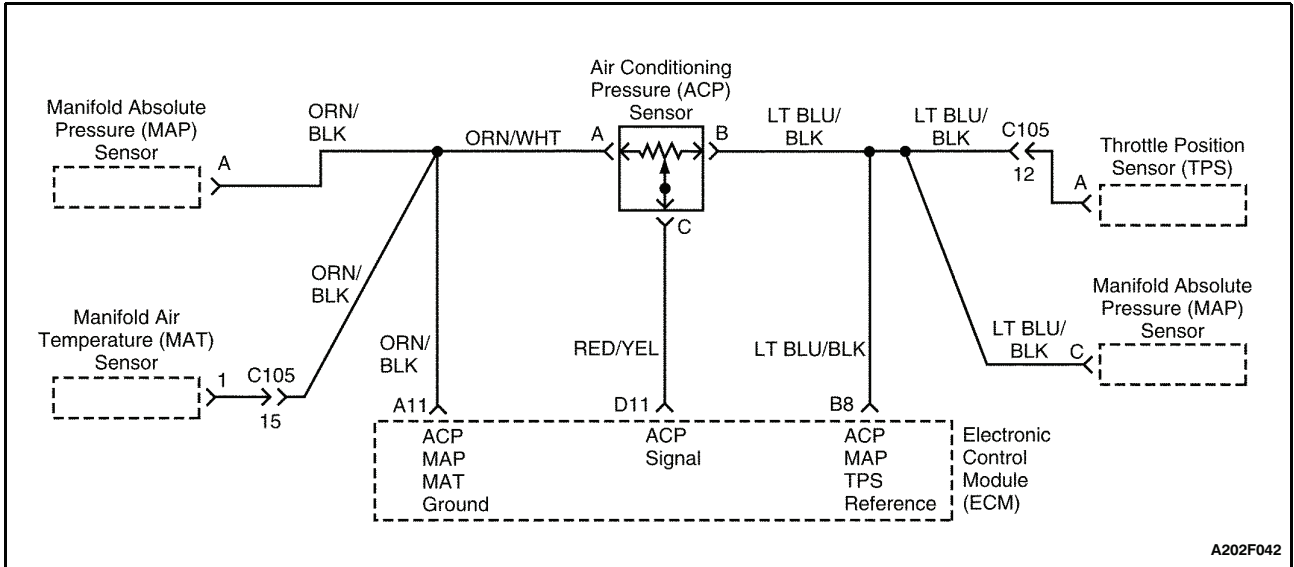 Air Conditioning
Pressure (ACP)
Sensor
Manifold Absolute
Pressure (MAP)
Sensor
A
ORN/
BLK
ORN/WHT
A
B
C
LT BLU/
BLK
LT BLU/
BLK
C105
12
Throttle Position
Sensor (TPS)
A
Manifold Air
Temperature (MAT)
Sensor
1
C105
15
ORN/
BLK
ORN/
BLK
RED/YEL
LT BLU/BLK
LT BLU/
BLK
C
Manifold Absolute
Pressure (MAP)
Sensor
A11
D11
B8
ACP
MAP
MAT
Ground
ACP
Signal
ACP
MAP
TPS
Reference
Electronic
Control
Module
(ECM)
A202F042